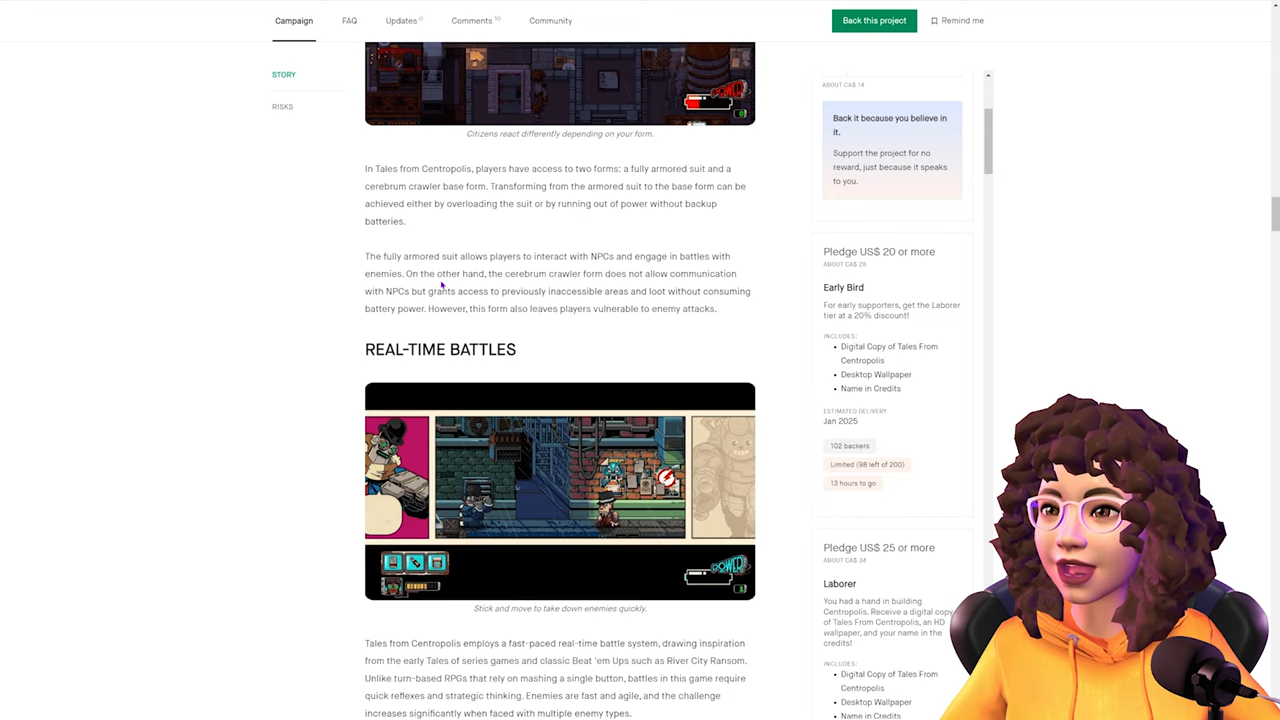 Campaign
FAQ
Updates 0
Comments 10
Community
Back this project
Remind me
STORY
RISKS
POWER
Citizens react differently depending on your form.
In Tales from Centropolis, players have access to two forms: a fully armored suit and a
cerebrum crawler base form. Transforming from the armored suit to the base form can be
achieved either by overloading the suit or by running out of power without backup
batteries.
The fully armored suit allows players to interact with NPCs and engage in battles with
enemies. On the other hand, the cerebrum crawler form does not allow communication
with NPCs but grants access to previously inaccessible areas and loot without consuming
battery power. However, this form also leaves players vulnerable to enemy attacks.
REAL-TIME BATTLES
POWER
Stick and move to take down enemies quickly.
Tales from Centropolis employs a fast-paced real-time battle system, drawing inspiration
from the early Tales of series games and classic Beat 'em Ups such as River City Ransom.
Unlike turn-based RPGs that rely on mashing a single button, battles in this game require
quick reflexes and strategic thinking. Enemies are fast and agile, and the challenge
increases significantly when faced with multiple enemy types.
ABOUT CA$ 14
Back it because you believe in
it.
Support the project for no
reward, just because it speaks
to you.
Pledge US$ 20 or more
ABOUT CA$ 28
Early Bird
For early supporters, get the Laborer
tier at a 20% discount!
INCLUDES:
• Digital Copy of Tales From
Centropolis
• Desktop Wallpaper
• Name in Credits
ESTIMATED DELIVERY
Jan 2025
102 backers
Limited (98 left of 200)
13 hours to go
Pledge US$ 25 or more
ABOUT CA$ 34
Laborer
You had a hand in building
Centropolis. Receive a digital copy
of Tales From Centropolis, an HD
wallpaper, and your name in the
credits!
INCLUDES:
• Digital Copy of Tales From
Centropolis
• Desktop Wallpaper
• Name in Credits